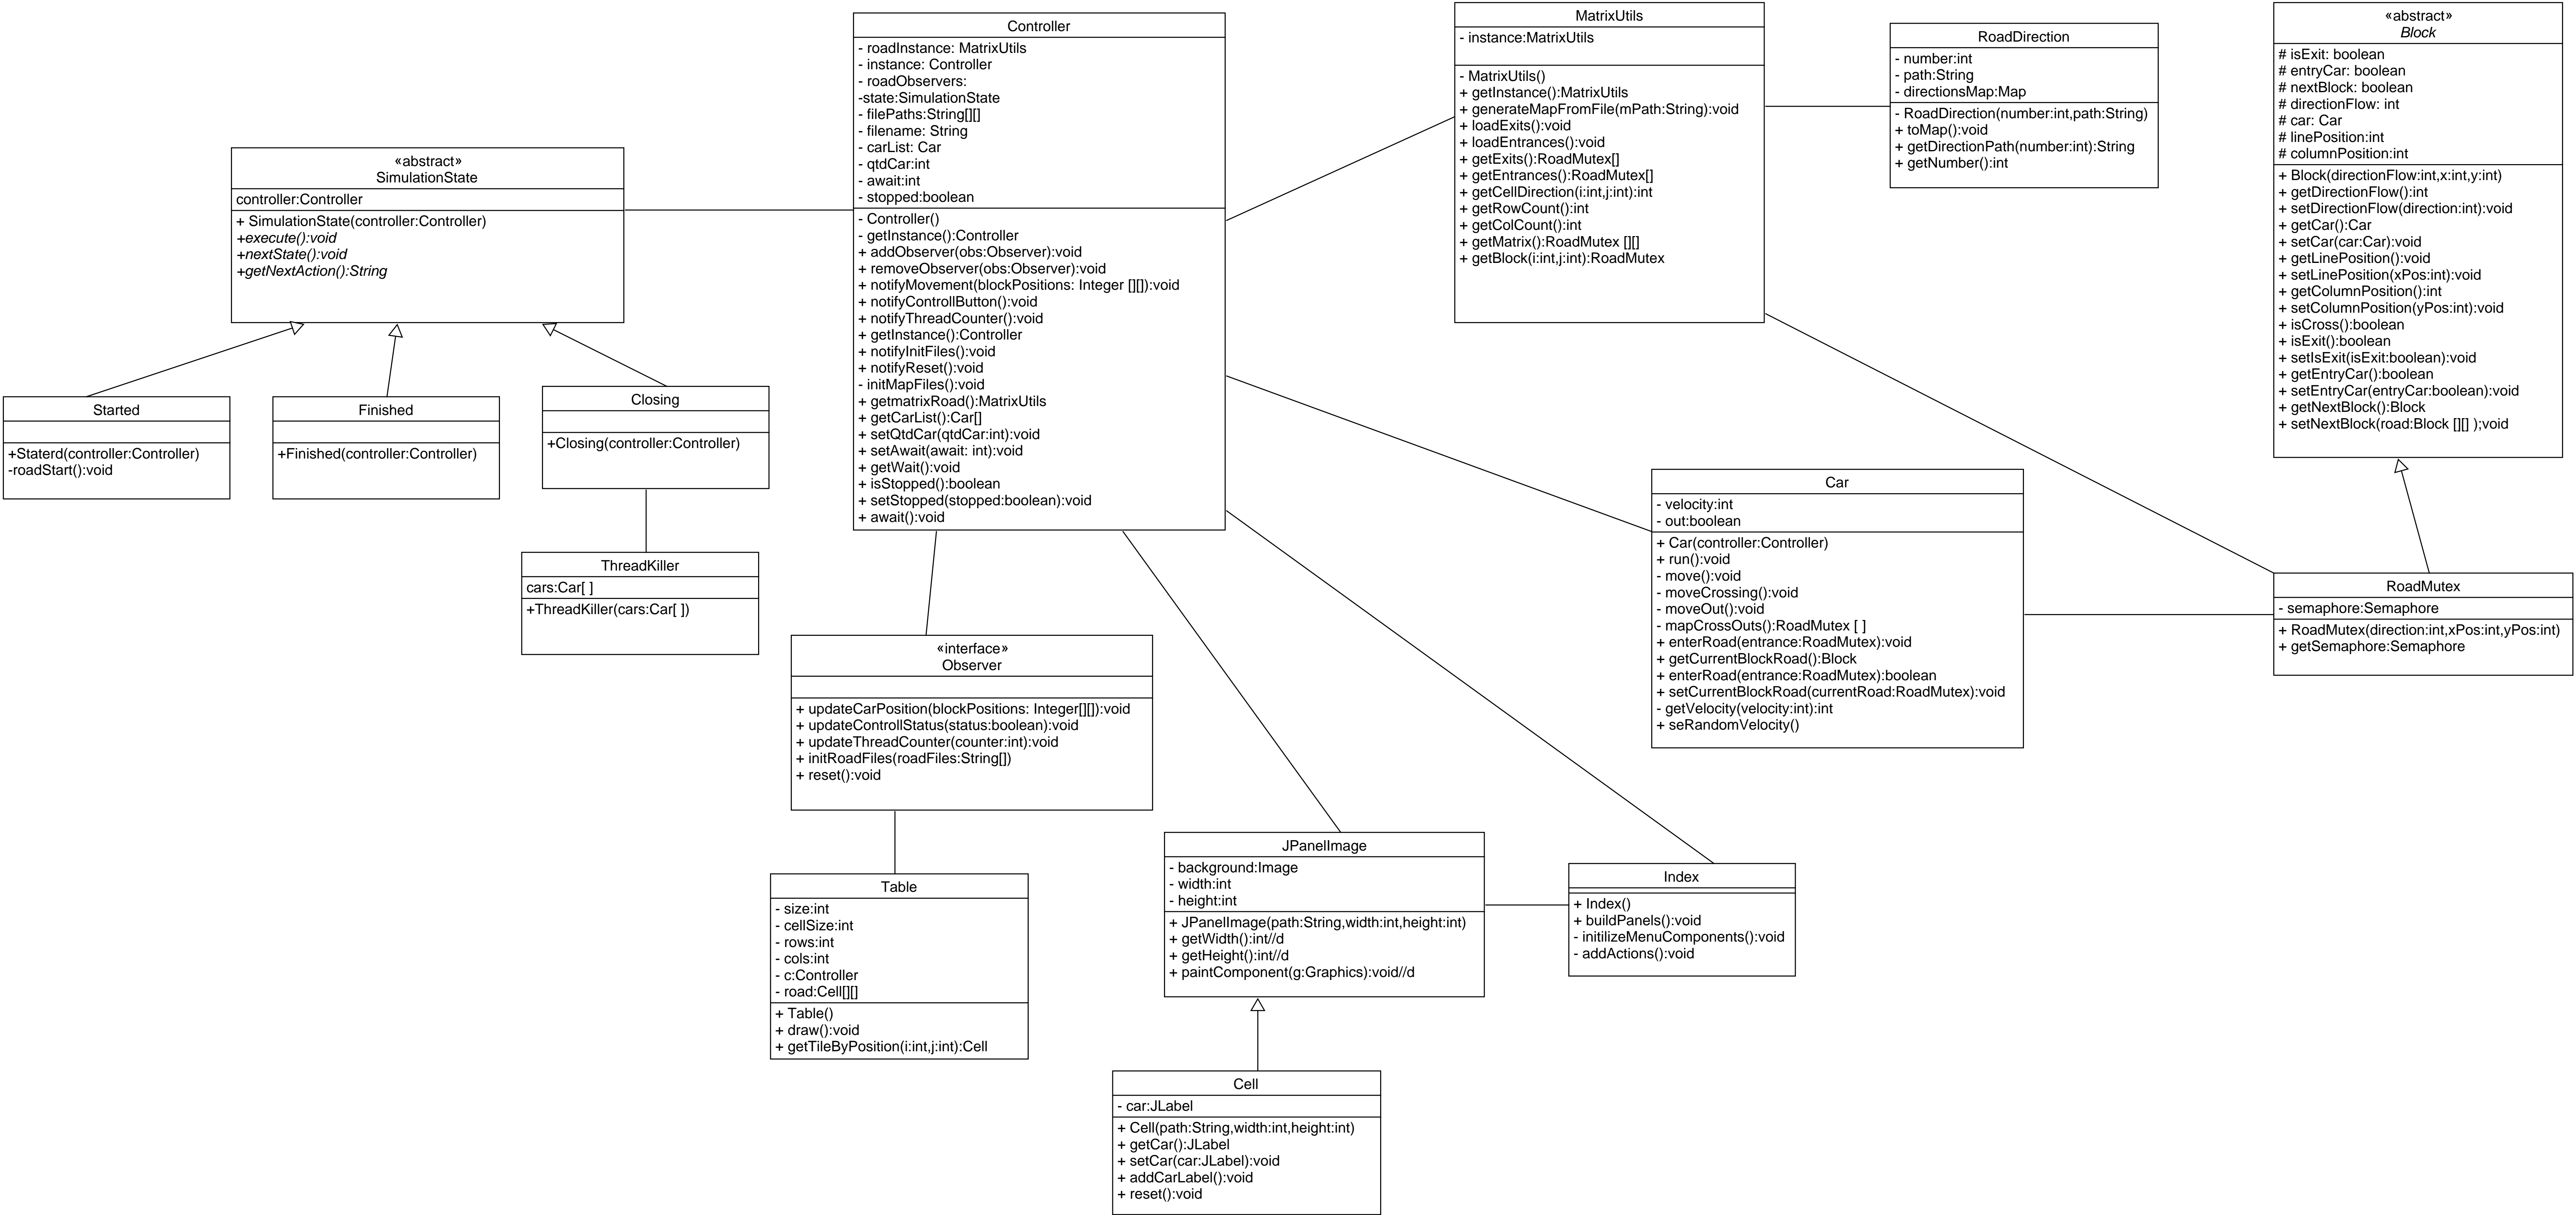 Controller
- roadInstance: MatrixUtils
- instance: Controller
- roadObservers:
-state:SimulationState
- filePaths:String[][]
- filename: String
- carList: Car
- qtdCar:int
- await:int
- stopped:boolean
- Controller()
- getInstance():Controller
+ addObserver(obs:Observer):void
+ removeObserver(obs:Observer):void
+ notifyMovement(blockPositions: Integer [][]):void
+ notifyControllButton():void
+ notifyThreadCounter():void
+ getInstance():Controller
+ notifyInitFiles():void
+ notifyReset():void
- initMapFiles():void
+ getmatrixRoad():MatrixUtils
+ getCarList():Car[]
+ setQtdCar(qtdCar:int):void
+ setAwait(await: int):void
+ getWait():void
+ isStopped():boolean
+ setStopped(stopped:boolean):void
+ await():void
MatrixUtils
- instance:MatrixUtils
- MatrixUtils()
+ getInstance():MatrixUtils
+ generateMapFromFile(mPath:String):void
+ loadExits():void
+ loadEntrances():void
+ getExits():RoadMutex[]
+ getEntrances():RoadMutex[]
+ getCellDirection(i:int,j:int):int
+ getRowCount():int
+ getColCount():int
+ getMatrix():RoadMutex [][]
+ getBlock(i:int,j:int):RoadMutex
RoadDirection
- number:int
- path:String
- directionsMap:Map
- RoadDirection(number:int,path:String)
+ toMap():void
+ getDirectionPath(number:int):String
+ getNumber():int
«abstract»
Block
# isExit: boolean
# entryCar: boolean
# nextBlock: boolean
# directionFlow: int
# car: Car
# linePosition:int
# columnPosition:int
+ Block(directionFlow:int,x:int,y:int)
+ getDirectionFlow():int
+ setDirectionFlow(direction:int):void
+ getCar():Car
+ setCar(car:Car):void
+ getLinePosition():void
+ setLinePosition(xPos:int):void
+ getColumnPosition():int
+ setColumnPosition(yPos:int):void
+ isCross():boolean
+ isExit():boolean
+ setIsExit(isExit:boolean):void
+ getEntryCar():boolean
+ setEntryCar(entryCar:boolean):void
+ getNextBlock():Block
+ setNextBlock(road:Block [][] );void
«abstract»
SimulationState
controller:Controller
+ SimulationState(controller:Controller)
+execute():void
+nextState():void
+getNextAction():String
Started
+Staterd(controller:Controller)
-roadStart():void
Finished
+Finished(controller:Controller)
Closing
+Closing(controller:Controller)
ThreadKiller
cars:Car[ ]
+ThreadKiller(cars:Car[ ])
Car
- velocity:int
- out:boolean
+ Car(controller:Controller)
+ run():void
- move():void
- moveCrossing():void
- moveOut():void
- mapCrossOuts():RoadMutex [ ]
+ enterRoad(entrance:RoadMutex):void
+ getCurrentBlockRoad():Block
+ enterRoad(entrance:RoadMutex):boolean
+ setCurrentBlockRoad(currentRoad:RoadMutex):void
- getVelocity(velocity:int):int
+ seRandomVelocity()
RoadMutex
- semaphore:Semaphore
+ RoadMutex(direction:int,xPos:int,yPos:int)
+ getSemaphore:Semaphore
«interface»
Observer
+ updateCarPosition(blockPositions: Integer[][]):void
+ updateControllStatus(status:boolean):void
+ updateThreadCounter(counter:int):void
+ initRoadFiles(roadFiles:String[])
+ reset():void
Table
- size:int
- cellSize:int
- rows:int
- cols:int
- c:Controller
- road:Cell[][]
+ Table()
+ draw():void
+ getTileByPosition(i:int,j:int):Cell
JPanelImage
- background:Image
- width:int
- height:int
+ JPanelImage(path:String,width:int,height:int)
+ getWidth():int//d
+ getHeight():int//d
+ paintComponent(g:Graphics):void//d
Index
+ Index()
+ buildPanels():void
- initilizeMenuComponents():void
- addActions():void
Cell
- car:JLabel
+ Cell(path:String,width:int,height:int)
+ getCar():JLabel
+ setCar(car:JLabel):void
+ addCarLabel():void
+ reset():void